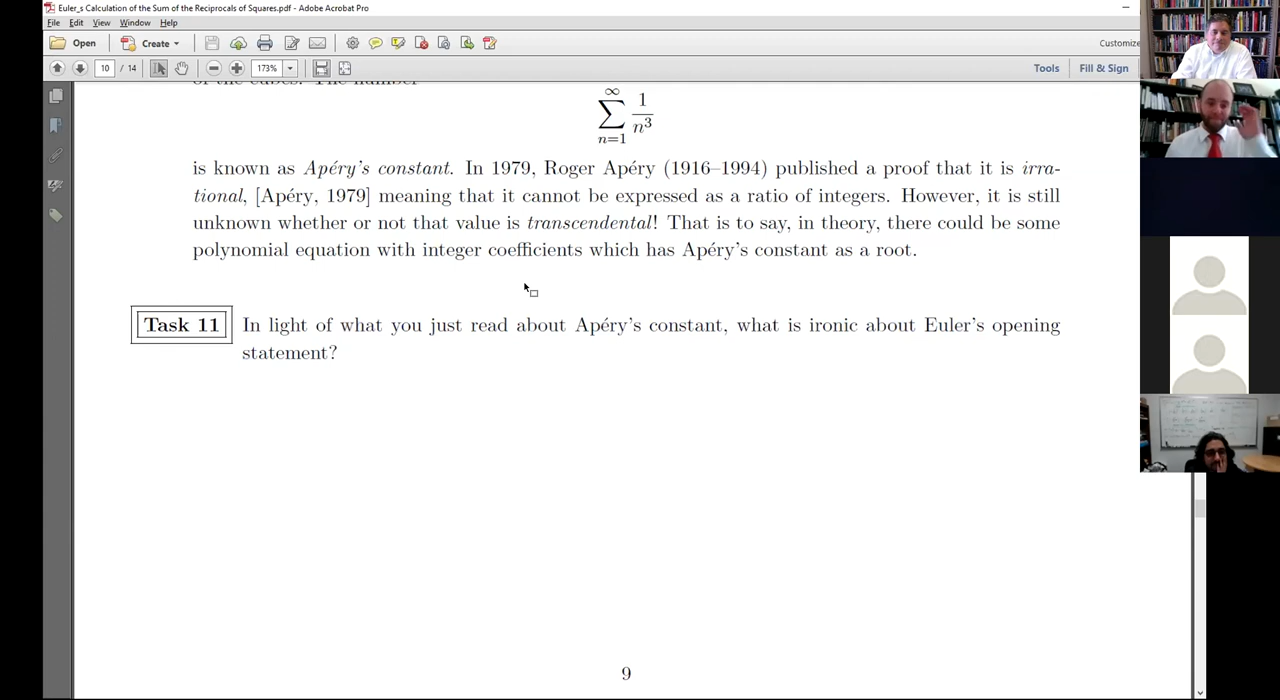 Euler_s Calculation of the Sum of the Reciprocals of Squares.pdf - Adobe Acrobat Pro
File Edit View Window Help
Open Create Customize
10 / 14 173% Tools Fill & Sign
∞
∑ 1/n³
n=1
is known as Apéry's constant. In 1979, Roger Apéry (1916–1994) published a proof that it is irra-
tional, [Apéry, 1979] meaning that it cannot be expressed as a ratio of integers. However, it is still
unknown whether or not that value is transcendental! That is to say, in theory, there could be some
polynomial equation with integer coefficients which has Apéry's constant as a root.
Task 11 In light of what you just read about Apéry's constant, what is ironic about Euler's opening
statement?
9